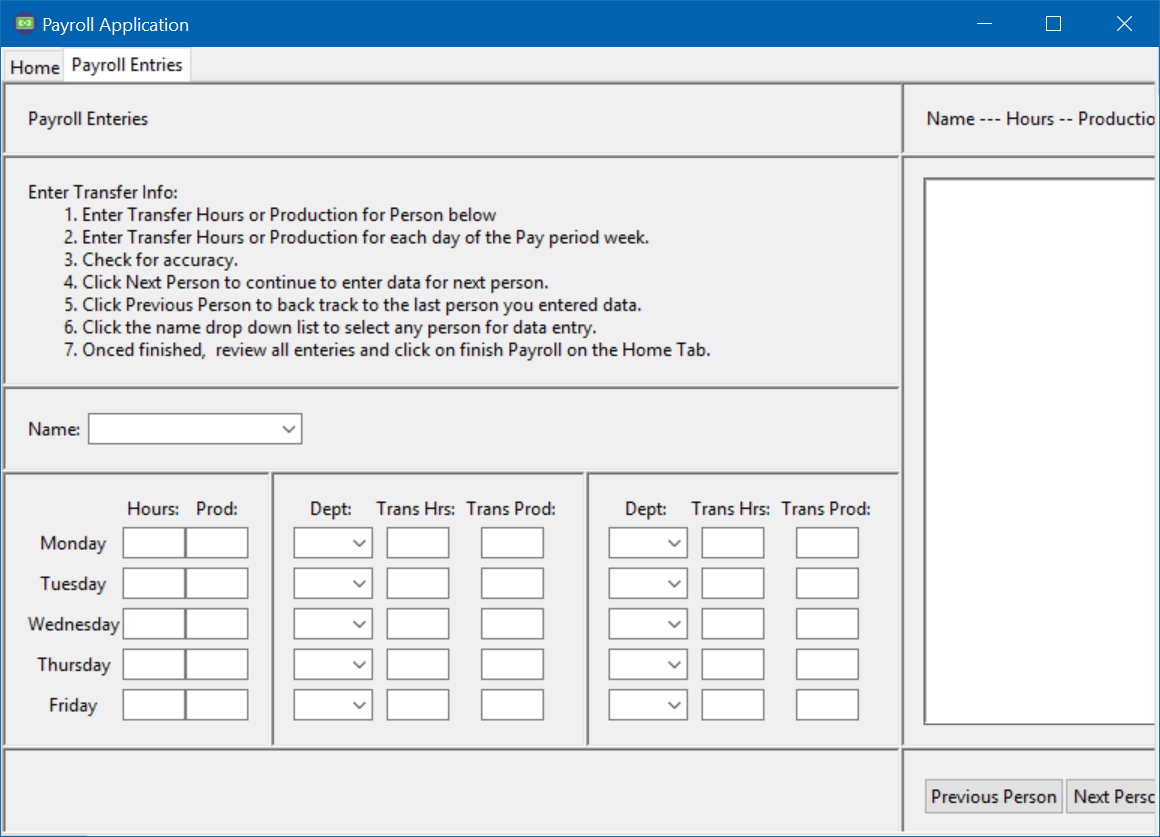 Payroll Application
Home Payroll Entries
Payroll Enteries
Name --- Hours -- Productio
Enter Transfer Info:
1. Enter Transfer Hours or Production for Person below
2. Enter Transfer Hours or Production for each day of the Pay period week.
3. Check for accuracy.
4. Click Next Person to continue to enter data for next person.
5. Click Previous Person to back track to the last person you entered data.
6. Click the name drop down list to select any person for data entry.
7. Onced finished,  review all enteries and click on finish Payroll on the Home Tab.
Name:
Hours: Prod: Dept: Trans Hrs: Trans Prod: Dept: Trans Hrs: Trans Prod:
Monday
Tuesday
Wednesday
Thursday
Friday
Previous Person Next Perso